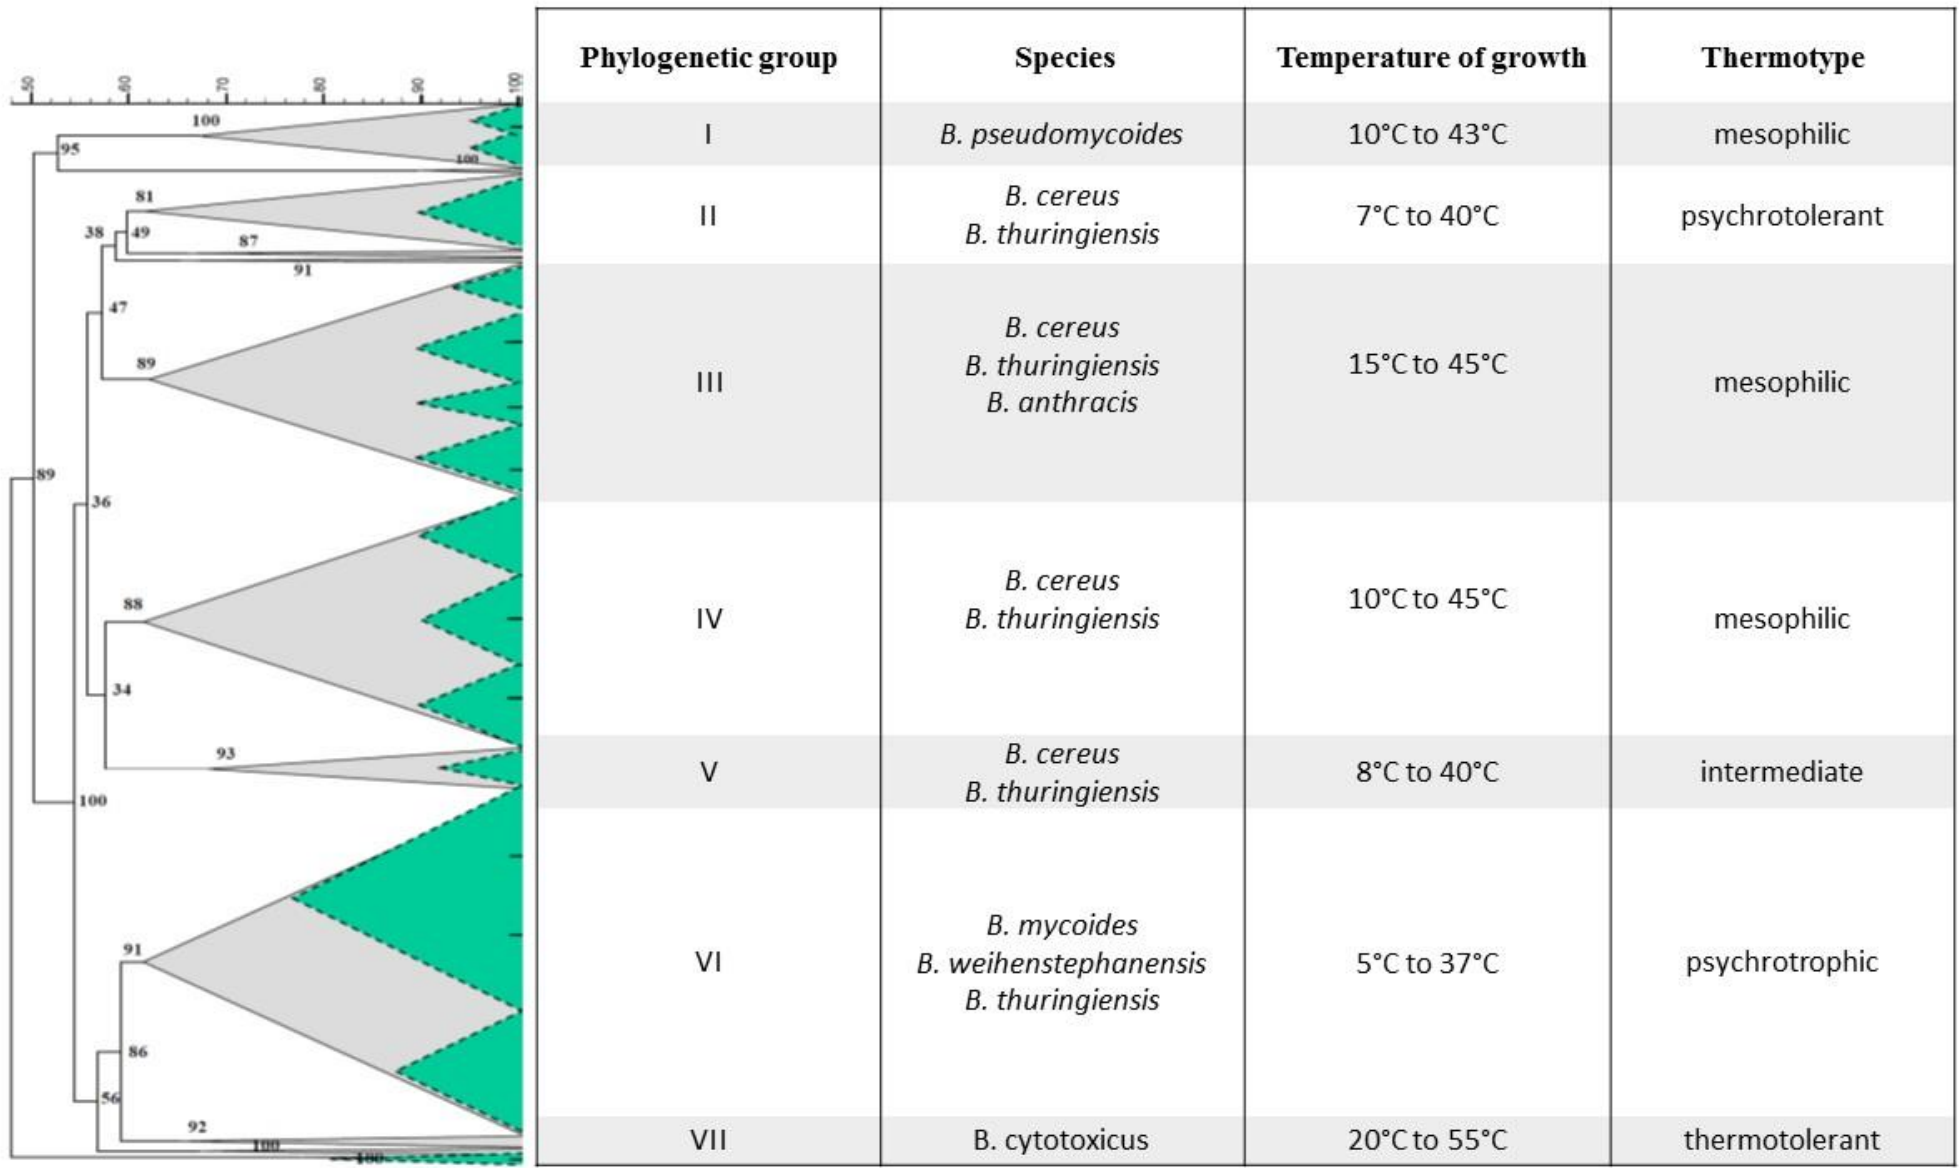 Phylogenetic group Species Temperature of growth Thermotype
50 60 70 80 90 100
100
95
100
I B. pseudomycoides 10°C to 43°C mesophilic
81
38 49
87
91
II B. cereus 7°C to 40°C psychrotolerant
B. thuringiensis
47
89
III B. cereus 15°C to 45°C mesophilic
B. thuringiensis
B. anthracis
89
36
88
34
IV B. cereus 10°C to 45°C mesophilic
B. thuringiensis
93
V B. cereus 8°C to 40°C intermediate
B. thuringiensis
100
91
VI B. mycoides 5°C to 37°C psychrotrophic
B. weihenstephanensis
B. thuringiensis
86
56
92
100
100
VII B. cytotoxicus 20°C to 55°C thermotolerant